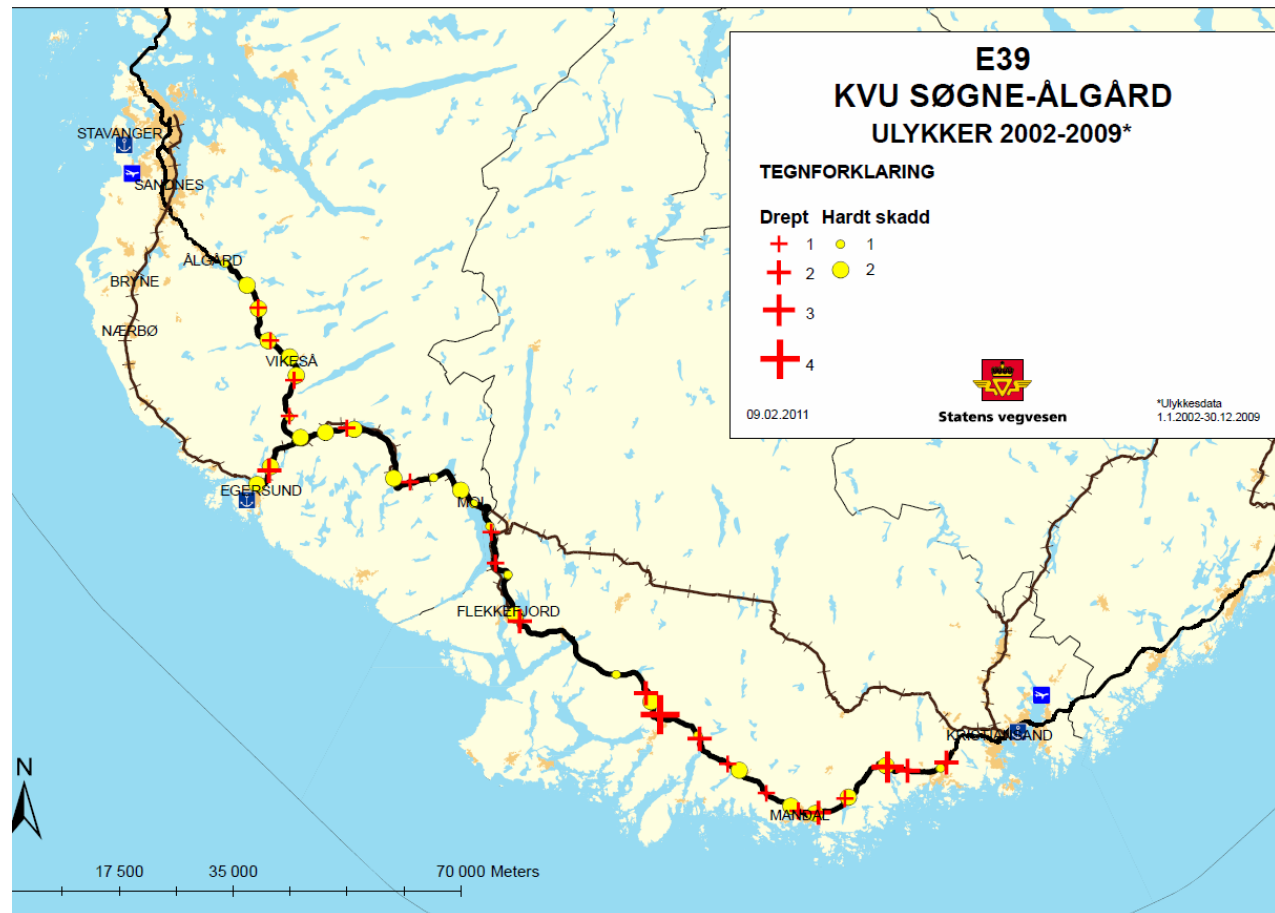 E39
KVU SØGNE-ÅLGÅRD
ULYKKER 2002-2009*
TEGNFORKLARING
Drept Hardt skadd
1 1
2 2
3
4
09.02.2011
Statens vegvesen
*Ulykkesdata
1.1.2002-30.12.2009
STAVANGER
SANDNES
ÅLGÅRD
BRYNE
NÆRBØ
VIKESÅ
EGERSUND
MOI
FLEKKEFJORD
KRISTIANSAND
MANDAL
N
17 500 35 000 70 000 Meters